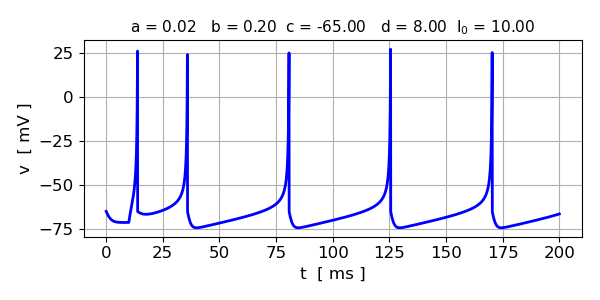 a = 0.02   b = 0.20  c = -65.00   d = 8.00  I₀ = 10.00
25
0
−25
−50
−75
v  [ mV ]
0 25 50 75 100 125 150 175 200
t  [ ms ]